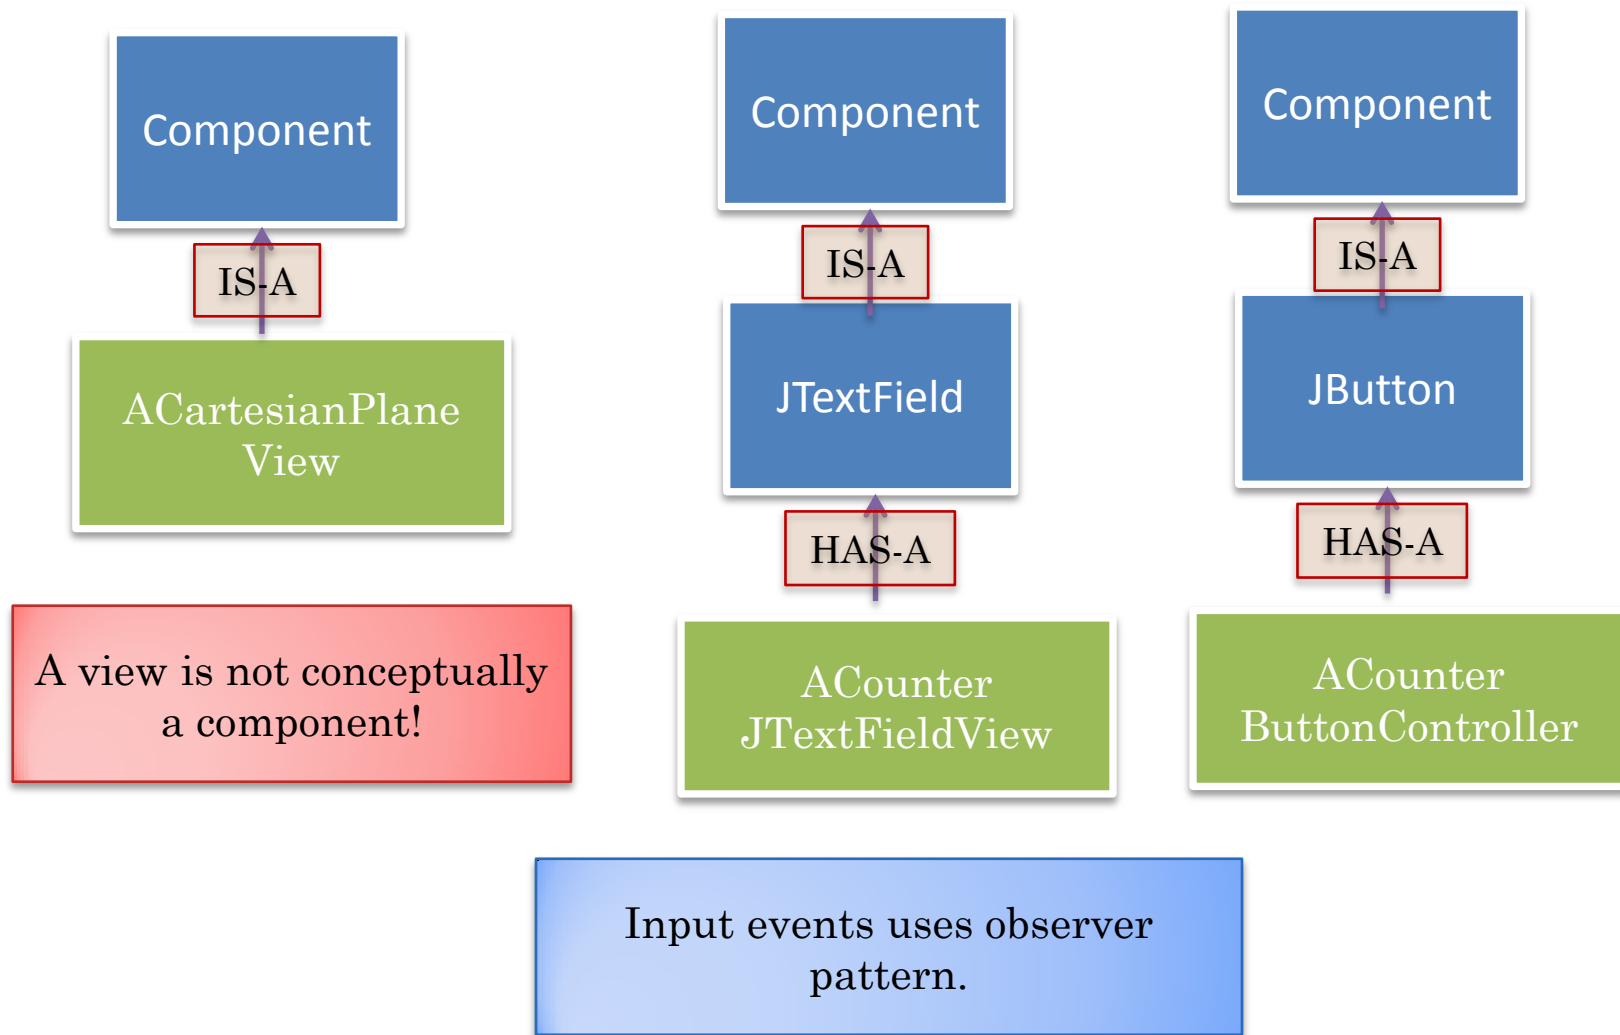 Component
IS-A
ACartesianPlane
View
A view is not conceptually
a component!
Component
IS-A
JTextField
HAS-A
ACounter
JTextFieldView
Component
IS-A
JButton
HAS-A
ACounter
ButtonController
Input events uses observer
pattern.